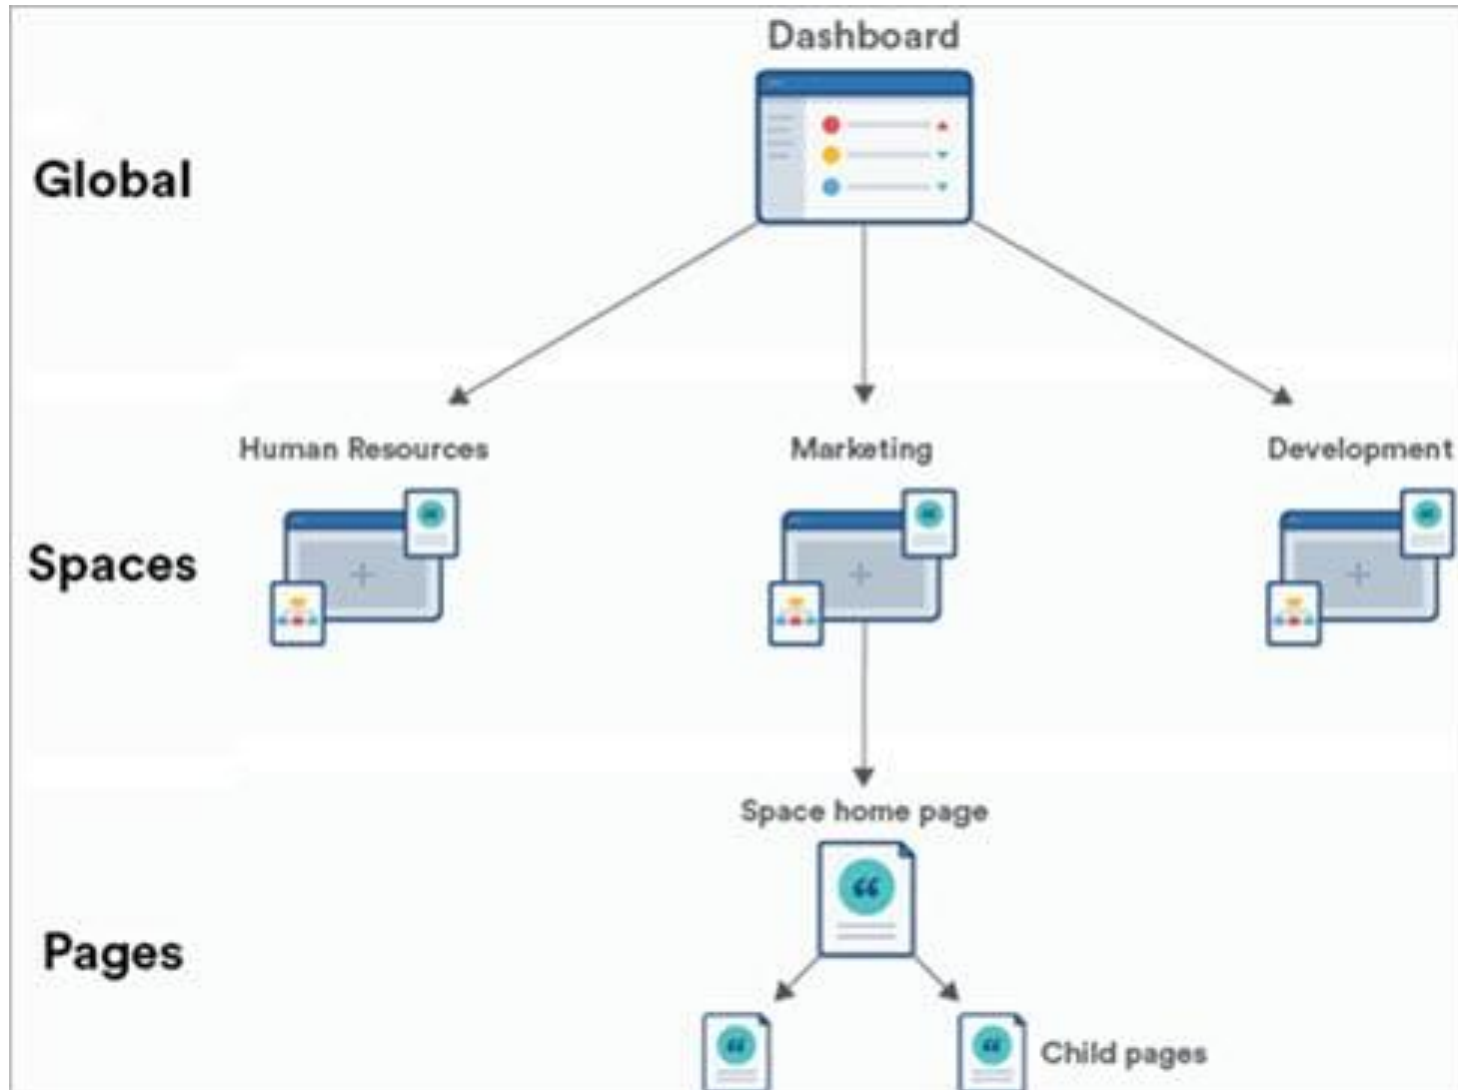 Dashboard
Global
Human Resources
Marketing
Development
Spaces
Space home page
Pages
Child pages